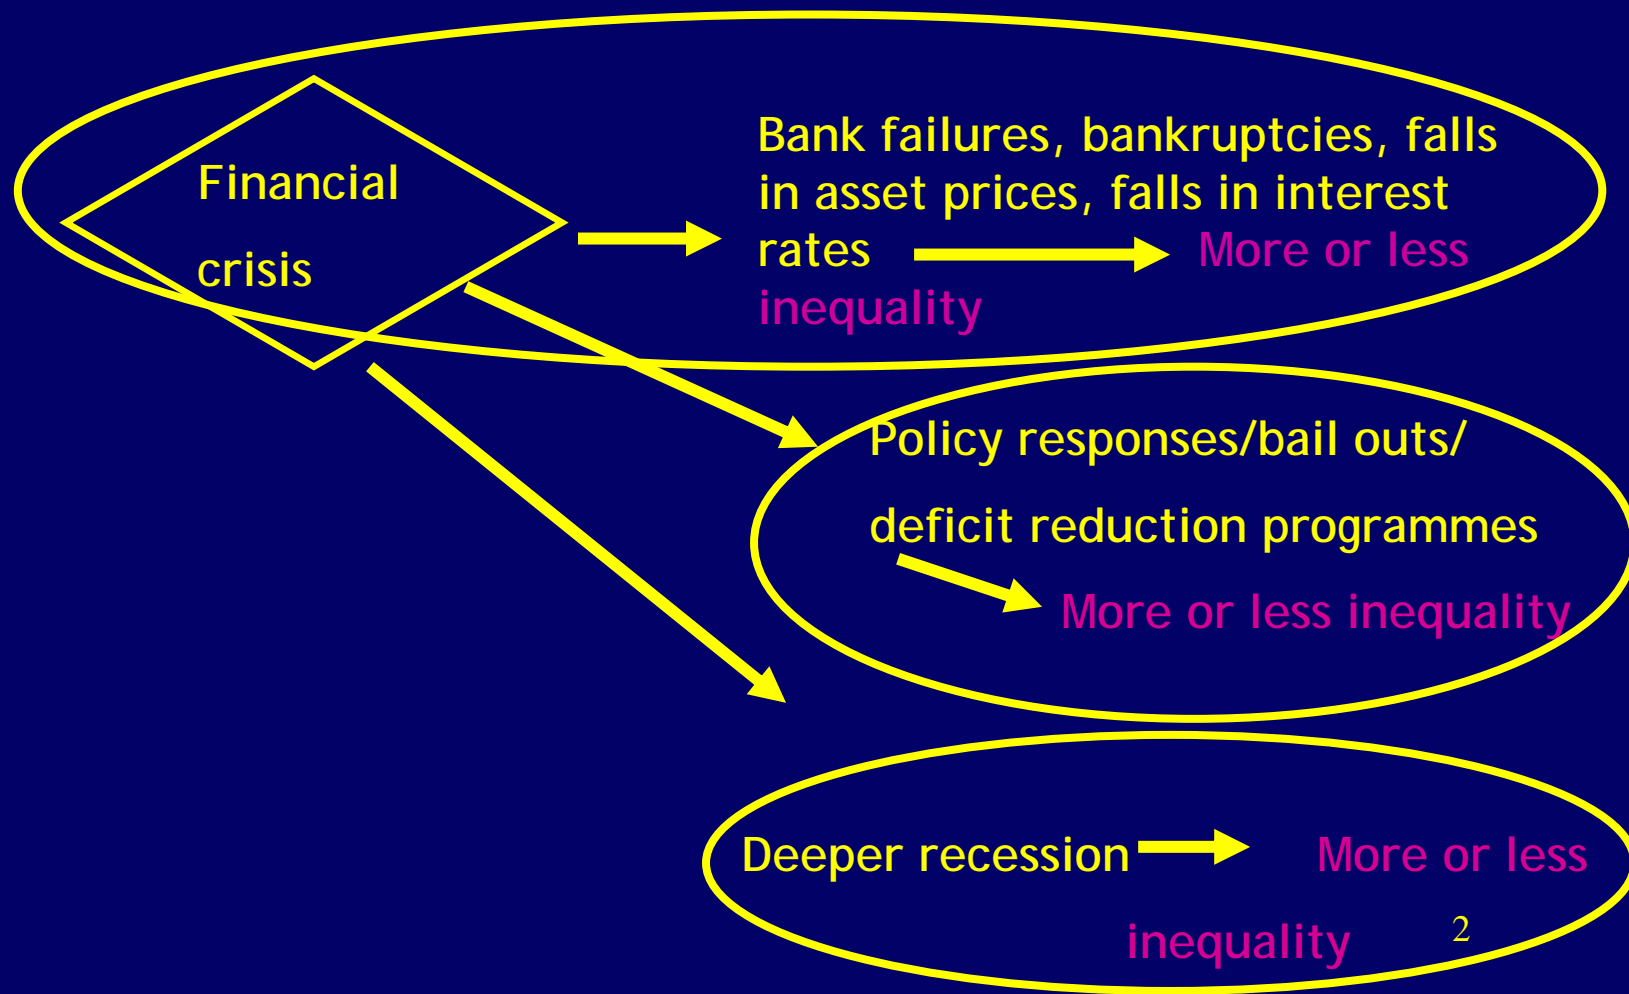 Financial
crisis
Bank failures, bankruptcies, falls
in asset prices, falls in interest
rates More or less
inequality
Policy responses/bail outs/
deficit reduction programmes
More or less inequality
Deeper recession More or less
inequality
2